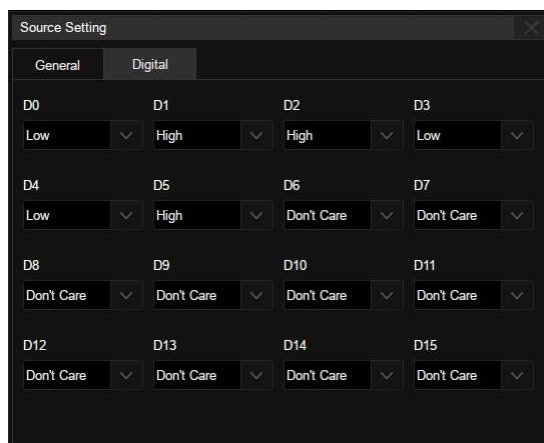 Source Setting
General Digital
D0 D1 D2 D3
Low High High Low
D4 D5 D6 D7
Low High Don't Care Don't Care
D8 D9 D10 D11
Don't Care Don't Care Don't Care Don't Care
D12 D13 D14 D15
Don't Care Don't Care Don't Care Don't Care